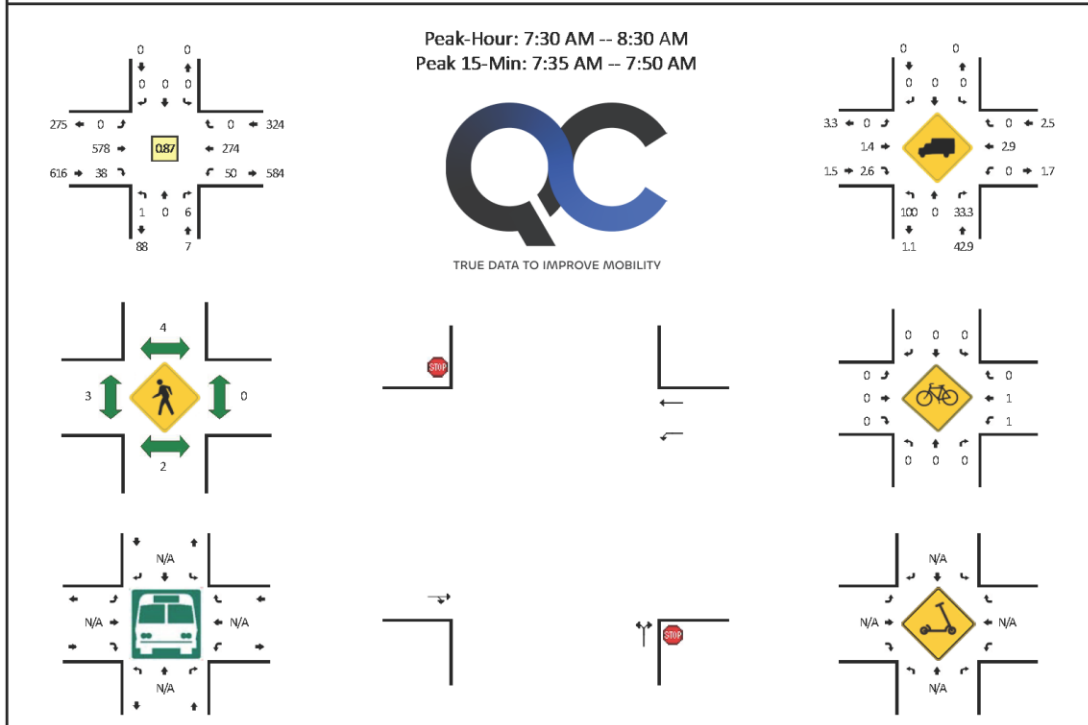 Peak-Hour: 7:30 AM -- 8:30 AM
Peak 15-Min: 7:35 AM -- 7:50 AM
0 0
0 0 0
275 0 0 324
578 0.87 274
616 38 50 584
1 0 6
88 7
QC
TRUE DATA TO IMPROVE MOBILITY
0 0
0 0 0
3.3 0 0 2.5
1.4 2.9
1.5 2.6 0 1.7
100 0 33.3
1.1 42.9
4
3 0
2
STOP
STOP
0 0 0
0 0
0 1
0 1
0 0 0
N/A
N/A N/A
N/A
N/A
N/A N/A
N/A